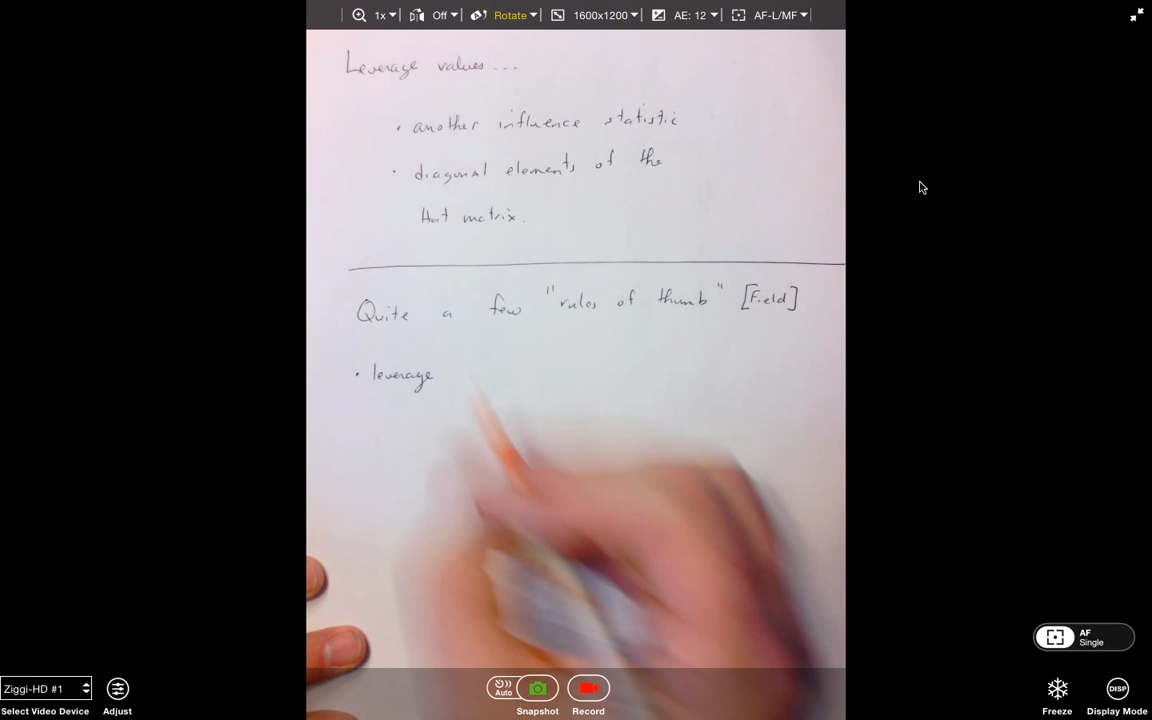 1x
Off
Rotate
1600x1200
AE: 12
AF-L/MF
Leverage values...
• another influence statistic
• diagonal elements of the
Hat matrix.
Quite a few "rules of thumb" [Field]
• leverage
AF
Single
Ziggi-HD #1
Select Video Device
Adjust
Auto
Snapshot
Record
Freeze
DISP
Display Mode